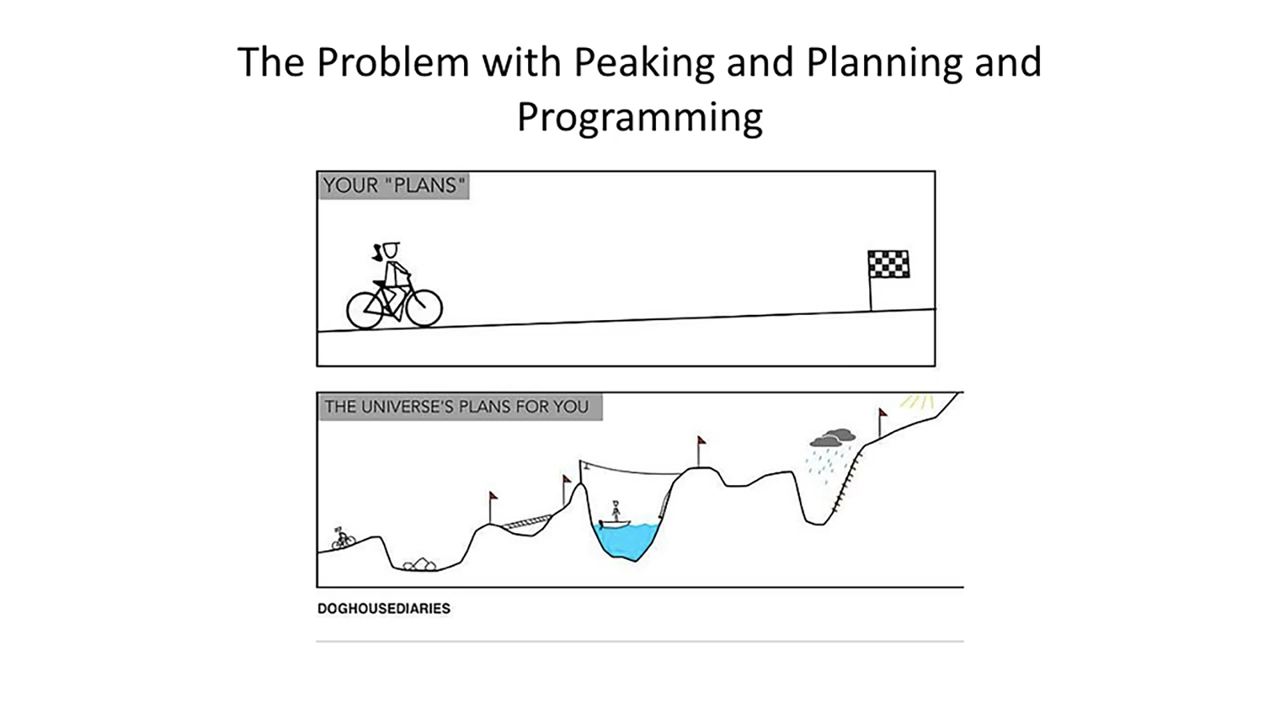 The Problem with Peaking and Planning and
Programming
YOUR "PLANS"
THE UNIVERSE'S PLANS FOR YOU
DOGHOUSEDIARIES